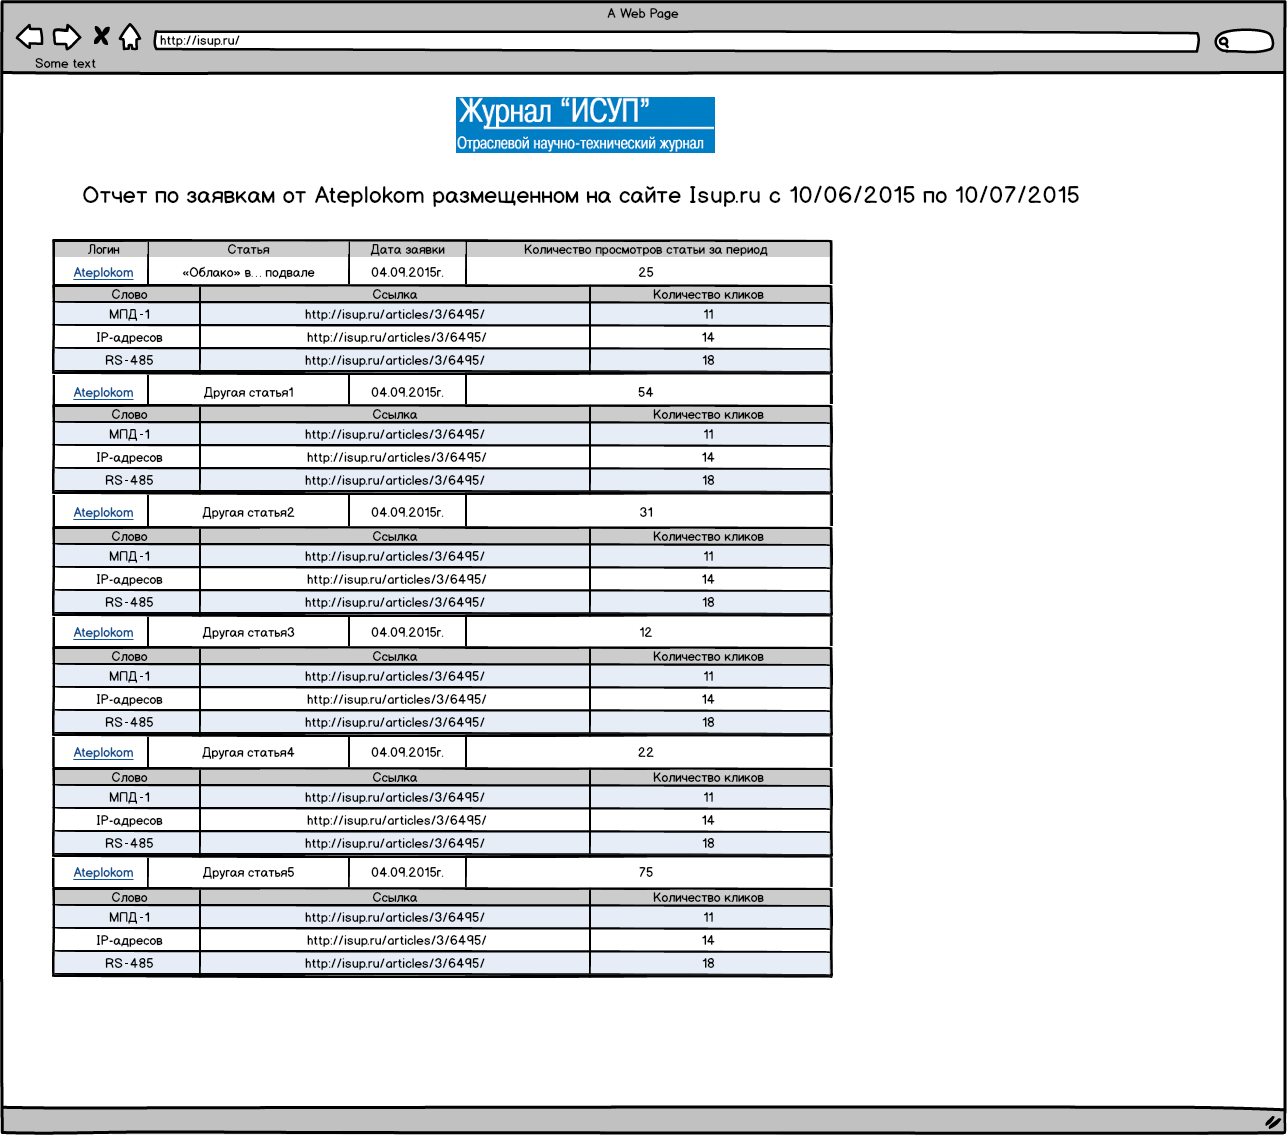 A Web Page
http://isup.ru/
Some text
Журнал “ИСУП”
Отраслевой научно-технический журнал
Отчет по заявкам от Ateplokom размещенном на сайте Isup.ru с 10/06/2015 по 10/07/2015
Логин Статья Дата заявки Количество просмотров статьи за период
Ateplokom «Облако» в... подвале 04.09.2015г. 25
Слово Ссылка Количество кликов
МПД-1 http://isup.ru/articles/3/6495/ 11
IP-адресов http://isup.ru/articles/3/6495/ 14
RS-485 http://isup.ru/articles/3/6495/ 18
Ateplokom Другая статья1 04.09.2015г. 54
Слово Ссылка Количество кликов
МПД-1 http://isup.ru/articles/3/6495/ 11
IP-адресов http://isup.ru/articles/3/6495/ 14
RS-485 http://isup.ru/articles/3/6495/ 18
Ateplokom Другая статья2 04.09.2015г. 31
Слово Ссылка Количество кликов
МПД-1 http://isup.ru/articles/3/6495/ 11
IP-адресов http://isup.ru/articles/3/6495/ 14
RS-485 http://isup.ru/articles/3/6495/ 18
Ateplokom Другая статья3 04.09.2015г. 12
Слово Ссылка Количество кликов
МПД-1 http://isup.ru/articles/3/6495/ 11
IP-адресов http://isup.ru/articles/3/6495/ 14
RS-485 http://isup.ru/articles/3/6495/ 18
Ateplokom Другая статья4 04.09.2015г. 22
Слово Ссылка Количество кликов
МПД-1 http://isup.ru/articles/3/6495/ 11
IP-адресов http://isup.ru/articles/3/6495/ 14
RS-485 http://isup.ru/articles/3/6495/ 18
Ateplokom Другая статья5 04.09.2015г. 75
Слово Ссылка Количество кликов
МПД-1 http://isup.ru/articles/3/6495/ 11
IP-адресов http://isup.ru/articles/3/6495/ 14
RS-485 http://isup.ru/articles/3/6495/ 18